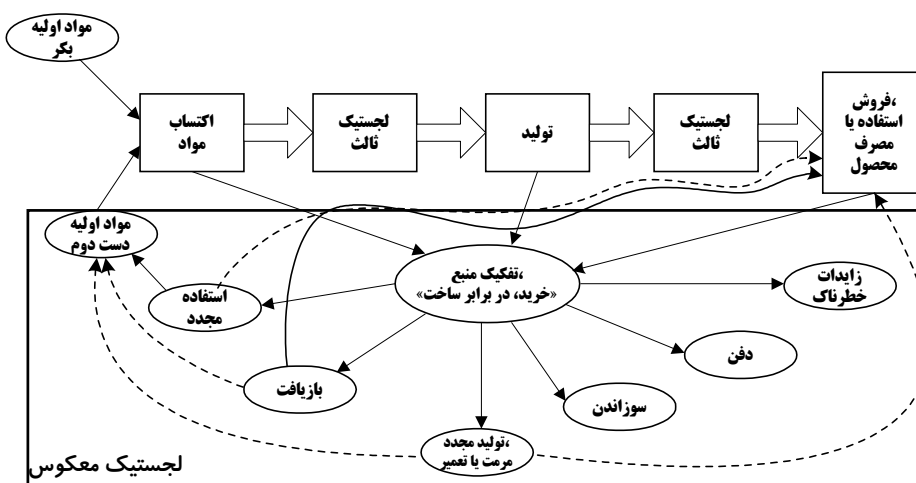 مواد اولیه
بکر
اکتساب
مواد
لجستیک
ثالث
تولید
لجستیک
ثالث
فروش،
استفاده یا
مصرف
محصول
مواد اولیه
دست دوم
استفاده
مجدد
تفکیک منبع،
«خرید، در برابر ساخت»
زایدات
خطرناک
دفن
بازیافت
سوزاندن
تولید مجدد،
مرمت یا تعمیر
لجستیک معکوس